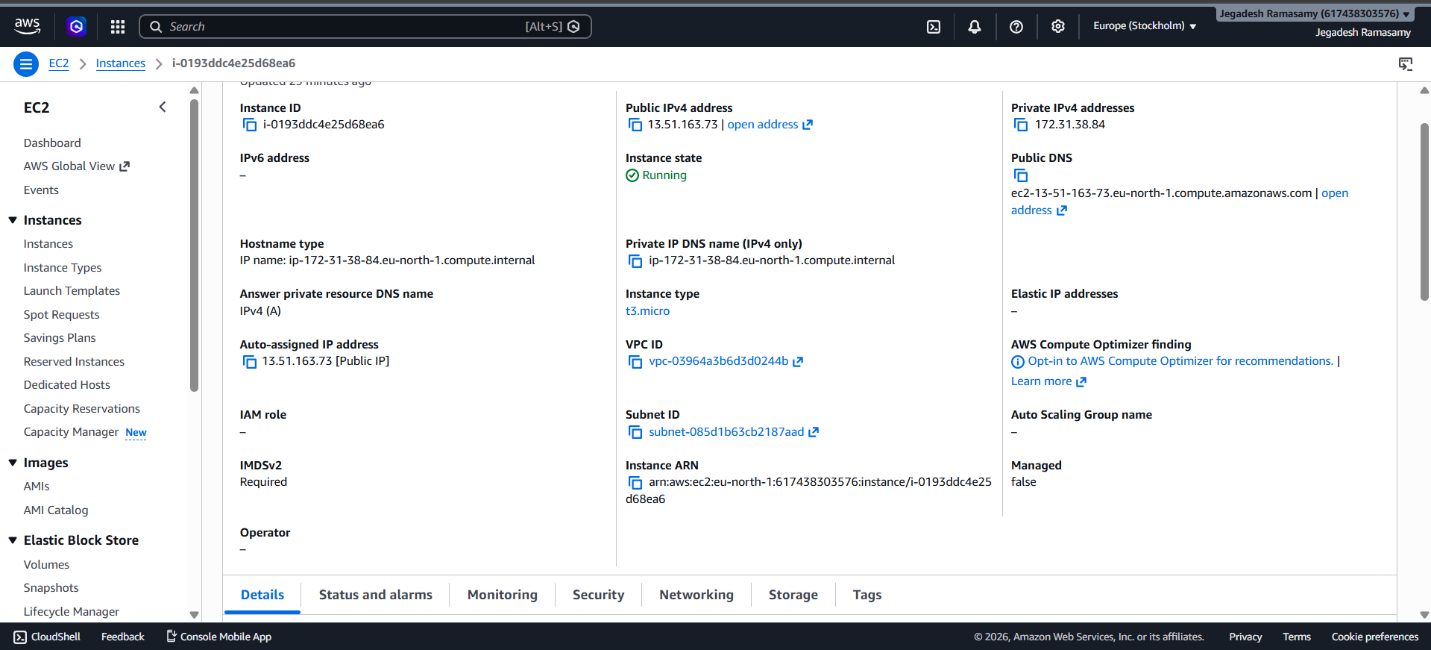 aws
Search
[Alt+S]
Europe (Stockholm)
Jegadesh Ramasamy (617438303576)
Jegadesh Ramasamy
EC2
Instances
i-0193ddc4e25d68ea6
EC2
Dashboard
AWS Global View
Events
Instances
Instances
Instance Types
Launch Templates
Spot Requests
Savings Plans
Reserved Instances
Dedicated Hosts
Capacity Reservations
Capacity Manager New
Images
AMIs
AMI Catalog
Elastic Block Store
Volumes
Snapshots
Lifecycle Manager
Updated 29 minutes ago
Instance ID
i-0193ddc4e25d68ea6
Public IPv4 address
13.51.163.73 | open address
Private IPv4 addresses
172.31.38.84
IPv6 address
–
Instance state
Running
Public DNS
ec2-13-51-163-73.eu-north-1.compute.amazonaws.com | open
address
Hostname type
IP name: ip-172-31-38-84.eu-north-1.compute.internal
Private IP DNS name (IPv4 only)
ip-172-31-38-84.eu-north-1.compute.internal
Answer private resource DNS name
IPv4 (A)
Instance type
t3.micro
Elastic IP addresses
–
Auto-assigned IP address
13.51.163.73 [Public IP]
VPC ID
vpc-03964a3b6d3d0244b
AWS Compute Optimizer finding
Opt-in to AWS Compute Optimizer for recommendations. |
Learn more
IAM role
–
Subnet ID
subnet-085d1b63cb2187aad
Auto Scaling Group name
–
IMDSv2
Required
Instance ARN
arn:aws:ec2:eu-north-1:617438303576:instance/i-0193ddc4e25
d68ea6
Managed
false
Operator
–
Details
Status and alarms
Monitoring
Security
Networking
Storage
Tags
CloudShell
Feedback
Console Mobile App
© 2026, Amazon Web Services, Inc. or its affiliates.
Privacy
Terms
Cookie preferences